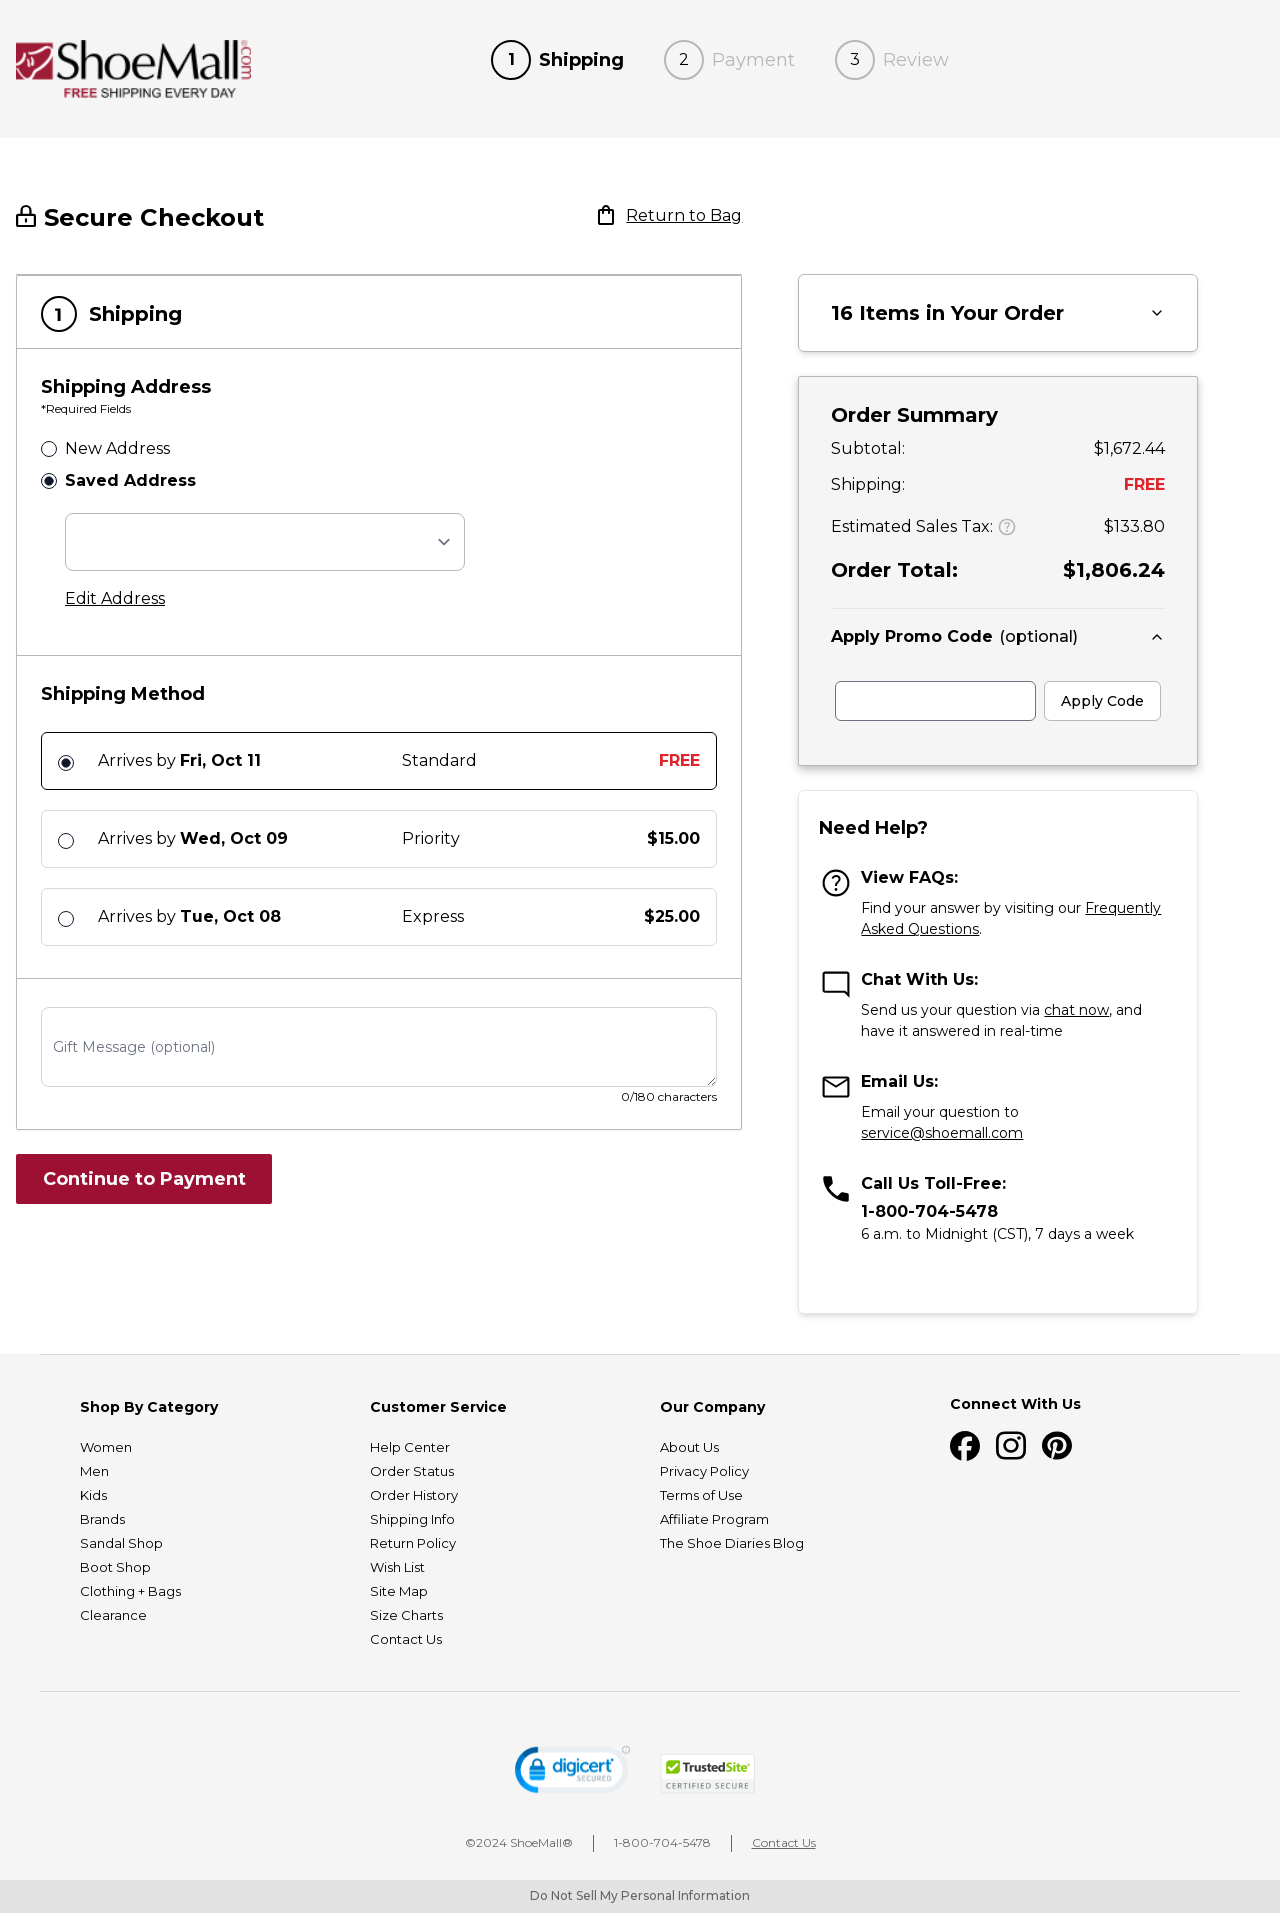 ShoeMall.com
FREE SHIPPING EVERY DAY
1 Shipping
2 Payment
3 Review
Secure Checkout
Return to Bag
1 Shipping
Shipping Address
*Required Fields
New Address
Saved Address
Edit Address
Shipping Method
Arrives by Fri, Oct 11 Standard FREE
Arrives by Wed, Oct 09 Priority $15.00
Arrives by Tue, Oct 08 Express $25.00
Gift Message (optional)
0/180 characters
Continue to Payment
16 Items in Your Order
Order Summary
Subtotal: $1,672.44
Shipping: FREE
Estimated Sales Tax: $133.80
Order Total: $1,806.24
Apply Promo Code (optional)
Apply Code
Need Help?
View FAQs:
Find your answer by visiting our Frequently
Asked Questions.
Chat With Us:
Send us your question via chat now, and
have it answered in real-time
Email Us:
Email your question to
service@shoemall.com
Call Us Toll-Free:
1-800-704-5478
6 a.m. to Midnight (CST), 7 days a week
Shop By Category
Women
Men
Kids
Brands
Sandal Shop
Boot Shop
Clothing + Bags
Clearance
Customer Service
Help Center
Order Status
Order History
Shipping Info
Return Policy
Wish List
Site Map
Size Charts
Contact Us
Our Company
About Us
Privacy Policy
Terms of Use
Affiliate Program
The Shoe Diaries Blog
Connect With Us
digicert
SECURED
TrustedSite
CERTIFIED SECURE
©2024 ShoeMall®
1-800-704-5478
Contact Us
Do Not Sell My Personal Information